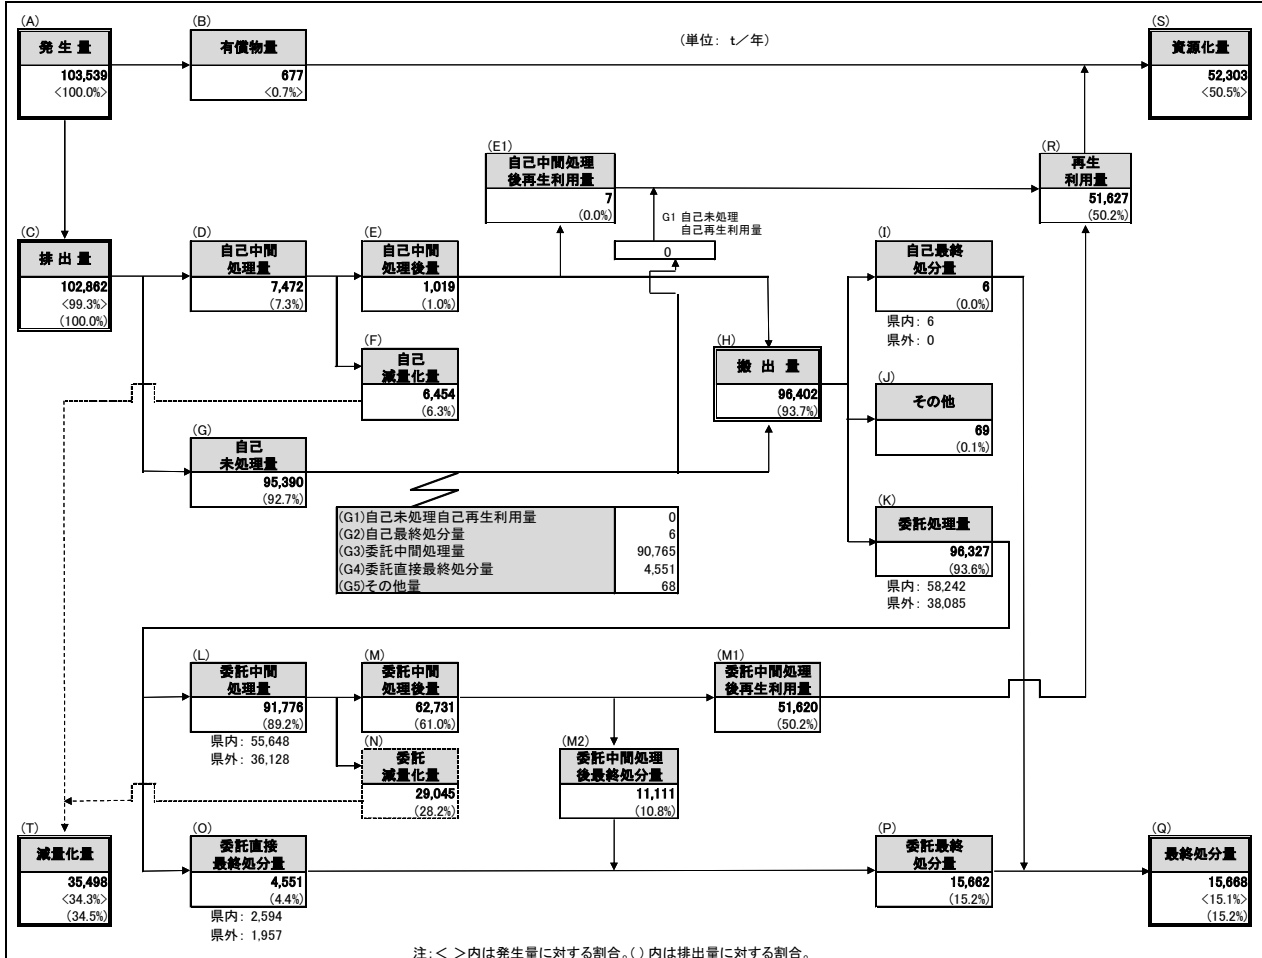 (A)
発 生 量
103,539
<100.0%>
(B)
有償物量
677
<0.7%>
(単位: t/年)
(S)
資源化量
52,303
<50.5%>
(E1)
自己中間処理
後再生利用量
7
(0.0%)
G1 自己未処理
自己再生利用量
0
(R)
再生
利用量
51,627
(50.2%)
(C)
排 出 量
102,862
<99.3%>
(100.0%)
(D)
自己中間
処理量
7,472
(7.3%)
(E)
自己中間
処理後量
1,019
(1.0%)
(F)
自己
減量化量
6,454
(6.3%)
(G)
自己
未処理量
95,390
(92.7%)
(G1)自己未処理自己再生利用量 0
(G2)自己最終処分量 6
(G3)委託中間処理量 90,765
(G4)委託直接最終処分量 4,551
(G5)その他量 68
(H)
搬 出 量
96,402
(93.7%)
(I)
自己最終
処分量
6
(0.0%)
県内: 6
県外: 0
(J)
その他
69
(0.1%)
(K)
委託処理量
96,327
(93.6%)
県内: 58,242
県外: 38,085
(L)
委託中間
処理量
91,776
(89.2%)
県内: 55,648
県外: 36,128
(M)
委託中間
処理後量
62,731
(61.0%)
(N)
委託
減量化量
29,045
(28.2%)
(M1)
委託中間処理
後再生利用量
51,620
(50.2%)
(M2)
委託中間処理
後最終処分量
11,111
(10.8%)
(T)
減量化量
35,498
<34.3%>
(34.5%)
(O)
委託直接
最終処分量
4,551
(4.4%)
県内: 2,594
県外: 1,957
(P)
委託最終
処分量
15,662
(15.2%)
(Q)
最終処分量
15,668
<15.1%>
(15.2%)
注:< >内は発生量に対する割合。( )内は排出量に対する割合。